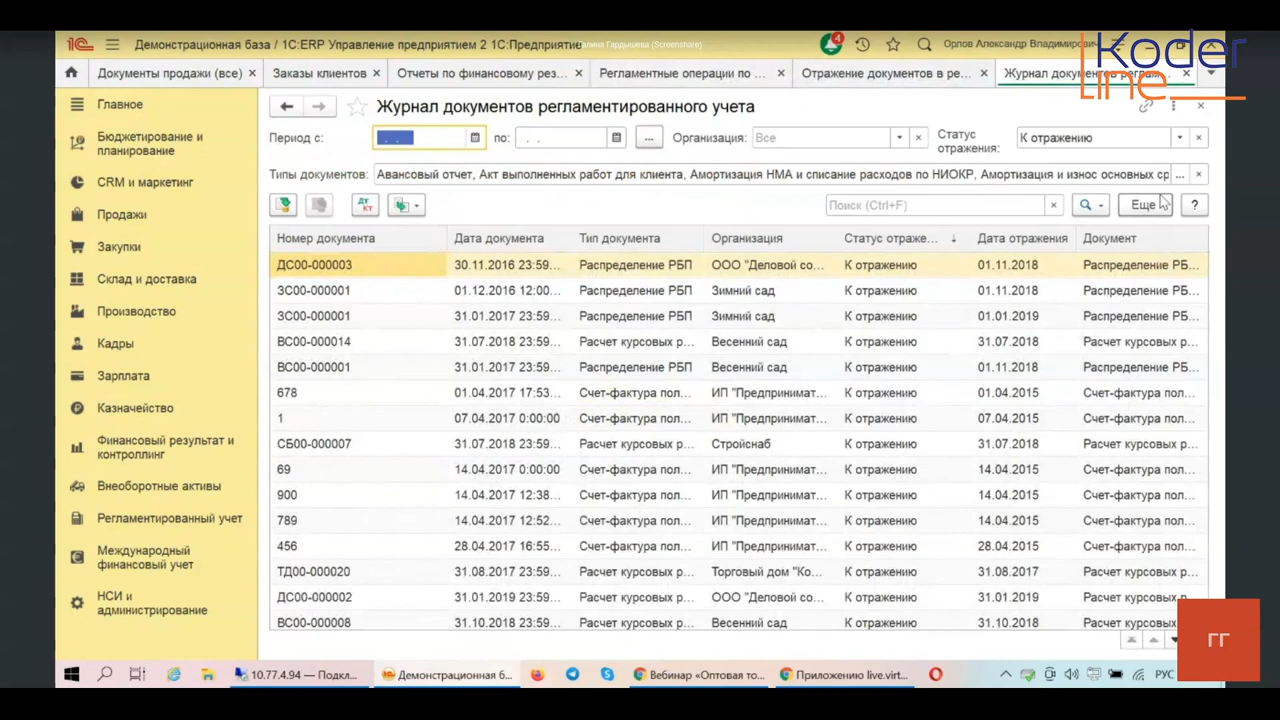 Демонстрационная база / 1С:ERP Управление предприятием 2 1С:Предприятие
Галина Гардышева (Screenshare)
4
Орлов Александр Владимирович
Koder
line
Документы продажи (все) ×
Заказы клиентов ×
Отчеты по финансовому рез... ×
Регламентные операции по ... ×
Отражение документов в ре... ×
Журнал документов реглам... ×
Главное
Бюджетирование и
планирование
CRM и маркетинг
Продажи
Закупки
Склад и доставка
Производство
Кадры
Зарплата
Казначейство
Финансовый результат и
контроллинг
Внеоборотные активы
Регламентированный учет
Международный
финансовый учет
НСИ и
администрирование
Журнал документов регламентированного учета
Период с: . . по: . . ... Организация: Все Статус
отражения: К отражению
Типы документов: Авансовый отчет, Акт выполненных работ для клиента, Амортизация НМА и списание расходов по НИОКР, Амортизация и износ основных ср ...
Дт
Кт
Поиск (Ctrl+F) × Еще ?
Номер документа Дата документа Тип документа Организация Статус отраже... ↓ Дата отражения Документ
ДС00-000003 30.11.2016 23:59... Распределение РБП ООО "Деловой со... К отражению 01.11.2018 Распределение РБ...
ЗС00-000001 01.12.2016 12:00... Распределение РБП Зимний сад К отражению 01.11.2018 Распределение РБ...
ЗС00-000001 31.01.2017 23:59... Распределение РБП Зимний сад К отражению 01.01.2019 Распределение РБ...
ВС00-000014 31.07.2018 23:59... Расчет курсовых р... Весенний сад К отражению 31.07.2018 Расчет курсовых р...
ВС00-000001 31.01.2017 23:59... Распределение РБП Весенний сад К отражению 01.11.2018 Распределение РБ...
678 01.04.2017 17:53... Счет-фактура пол... ИП "Предпринимат... К отражению 01.04.2015 Счет-фактура пол...
1 07.04.2017 0:00:00 Счет-фактура пол... ИП "Предпринимат... К отражению 07.04.2015 Счет-фактура пол...
СБ00-000007 31.07.2018 23:59... Расчет курсовых р... Стройснаб К отражению 31.07.2018 Расчет курсовых р...
69 14.04.2017 0:00:00 Счет-фактура пол... ИП "Предпринимат... К отражению 14.04.2015 Счет-фактура пол...
900 14.04.2017 12:38... Счет-фактура пол... ИП "Предпринимат... К отражению 14.04.2015 Счет-фактура пол...
789 14.04.2017 12:52... Счет-фактура пол... ИП "Предпринимат... К отражению 14.04.2015 Счет-фактура пол...
456 28.04.2017 16:55... Счет-фактура пол... ИП "Предпринимат... К отражению 28.04.2015 Счет-фактура пол...
ТД00-000020 31.08.2017 23:59... Расчет курсовых р... Торговый дом "Ко... К отражению 31.08.2017 Расчет курсовых р...
ДС00-000002 31.01.2019 23:59... Расчет курсовых р... ООО "Деловой со... К отражению 31.01.2019 Расчет курсовых р
ВС00-000008 31.10.2018 23:59... Расчет курсовых р... Весенний сад К отражению 31.10.2018 Расчет курсовых
ГГ
10.77.4.94 — Подкл...
Демонстрационная б...
Вебинар «Оптовая то...
Приложению live.virt...
РУС